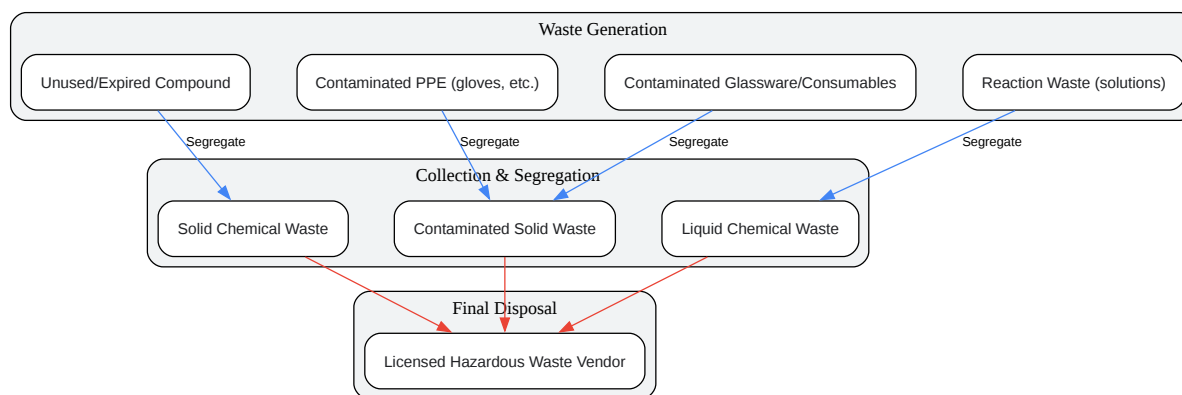 Waste Generation
Unused/Expired Compound
Contaminated PPE (gloves, etc.)
Contaminated Glassware/Consumables
Reaction Waste (solutions)
Segregate
Segregate
Segregate
Segregate
Collection & Segregation
Solid Chemical Waste
Contaminated Solid Waste
Liquid Chemical Waste
Final Disposal
Licensed Hazardous Waste Vendor